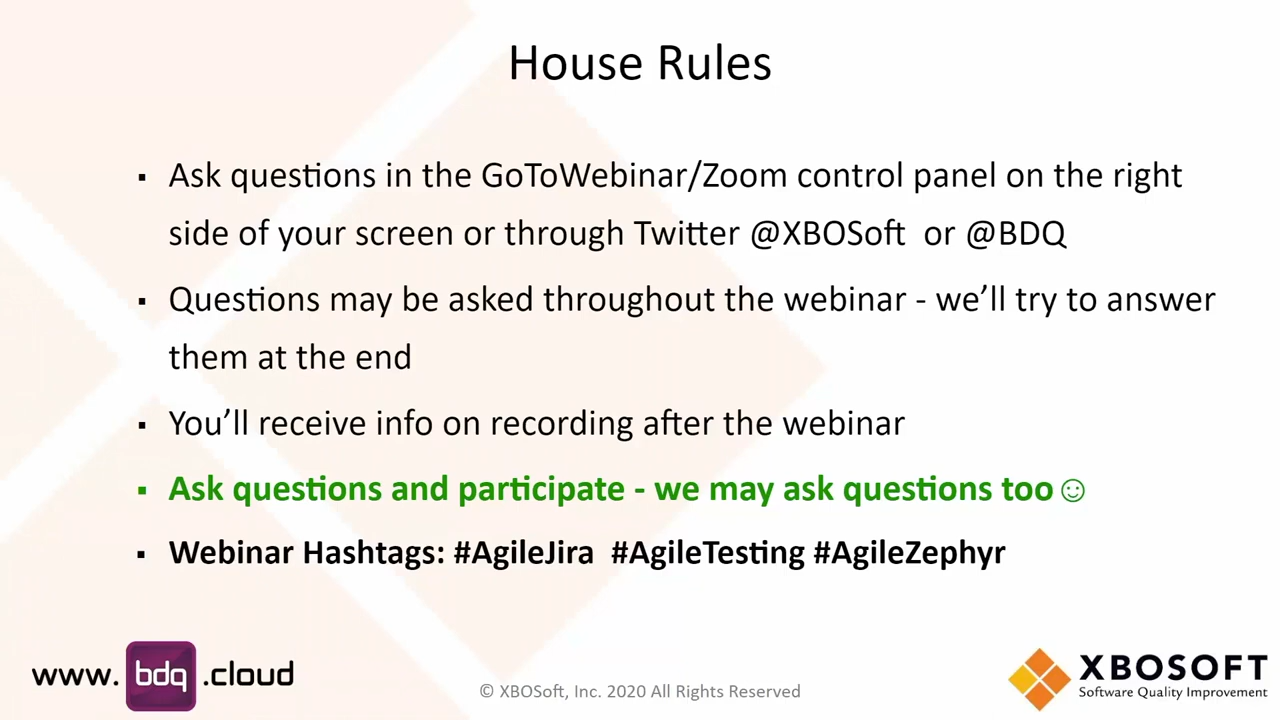 House Rules
▪ Ask questions in the GoToWebinar/Zoom control panel on the right
side of your screen or through Twitter @XBOSoft or @BDQ
▪ Questions may be asked throughout the webinar - we’ll try to answer
them at the end
▪ You’ll receive info on recording after the webinar
▪ Ask questions and participate - we may ask questions too☺
▪ Webinar Hashtags: #AgileJira #AgileTesting #AgileZephyr
www. bdq .cloud
© XBOSoft, Inc. 2020 All Rights Reserved
XBOSOFT
Software Quality Improvement